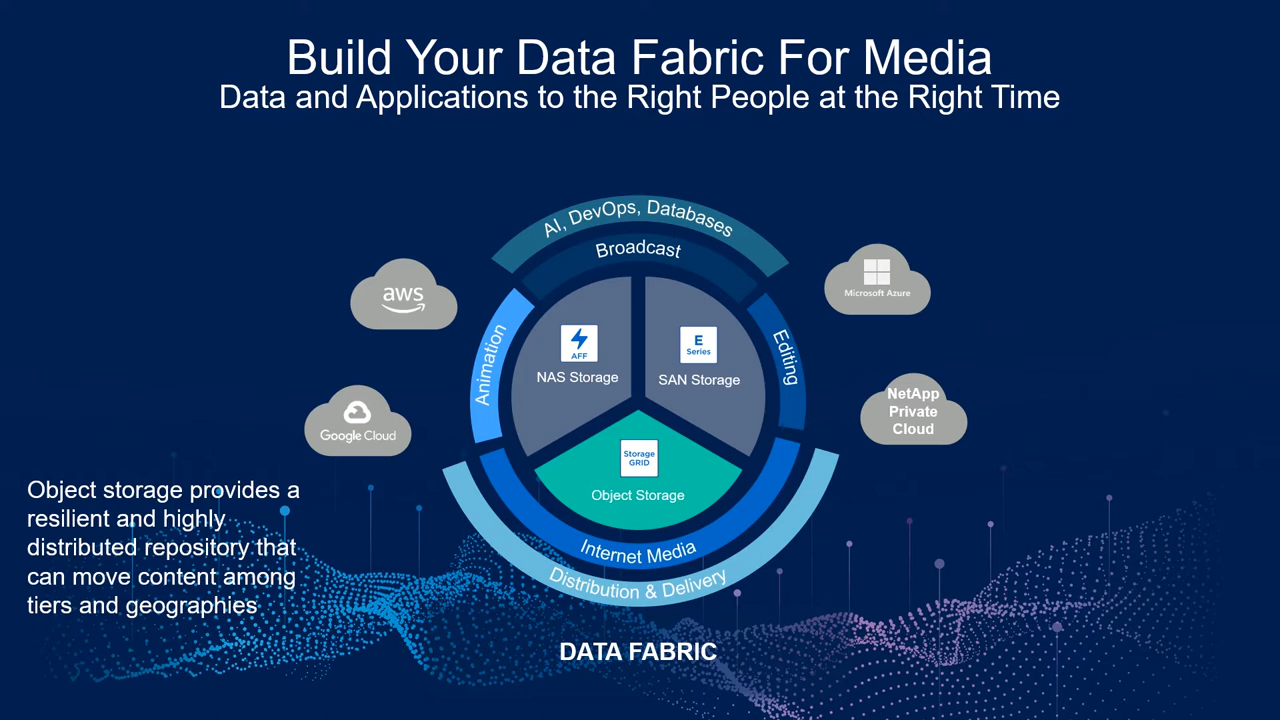 Build Your Data Fabric For Media
Data and Applications to the Right People at the Right Time
AI, DevOps, Databases
Broadcast
aws
Microsoft Azure
Animation
Editing
AFF
NAS Storage
E
Series
SAN Storage
Google Cloud
NetApp
Private
Cloud
Storage
GRID
Object Storage
Internet Media
Distribution & Delivery
Object storage provides a
resilient and highly
distributed repository that
can move content among
tiers and geographies
DATA FABRIC